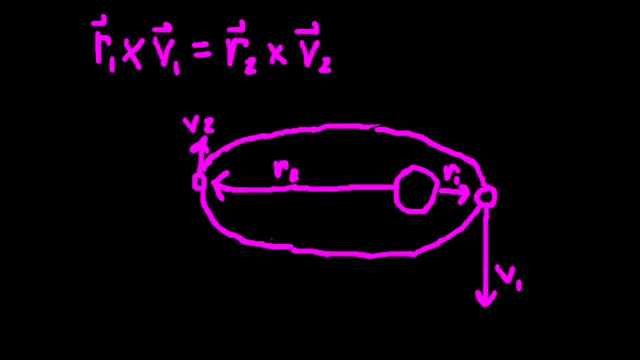 r⃗₁ × v⃗₁ = r⃗₂ × v⃗₂
v2
r₂ r₁
v₁